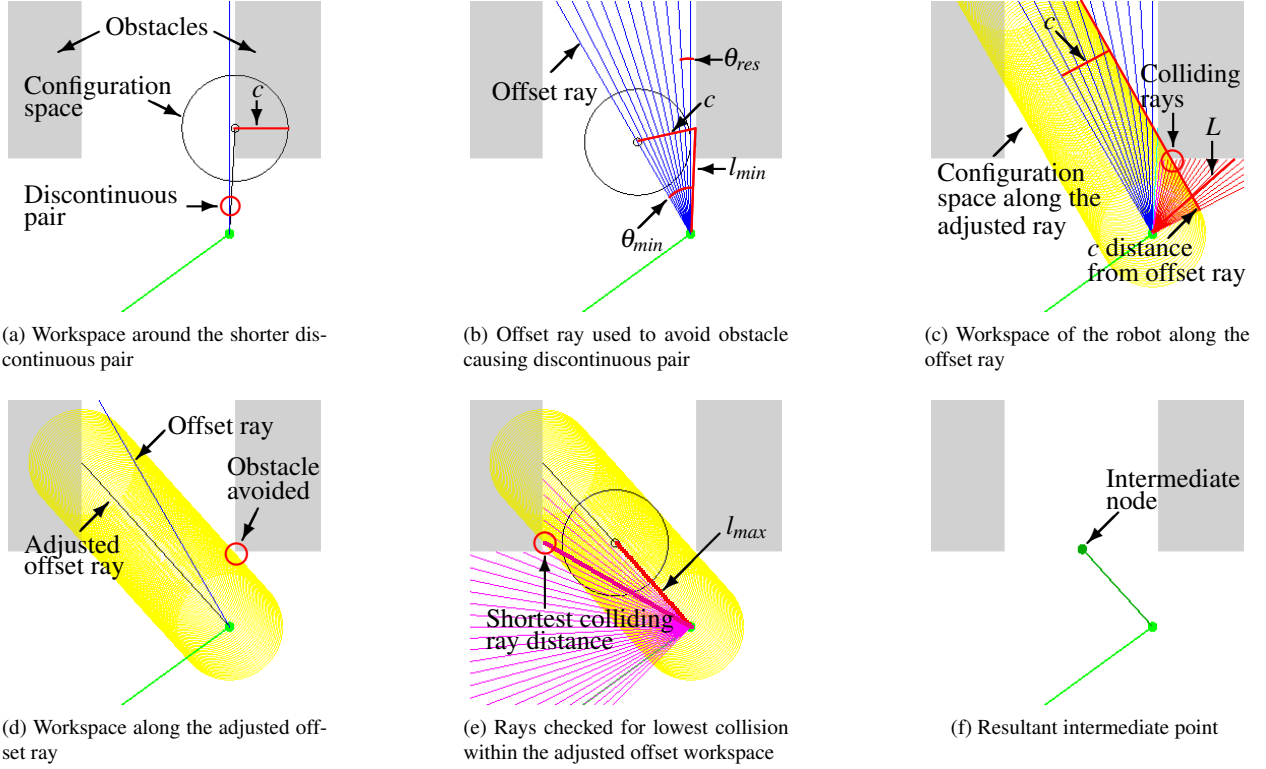 Obstacles
Configuration
space
c
Discontinuous
pair
(a) Workspace around the shorter dis-
continuous pair
θres
Offset ray
c
lmin
θmin
(b) Offset ray used to avoid obstacle
causing discontinuous pair
c
Colliding
rays
L
Configuration
space along the
adjusted ray
c distance
from offset ray
(c) Workspace of the robot along the
offset ray
Offset ray
Obstacle
avoided
Adjusted
offset ray
(d) Workspace along the adjusted off-
set ray
lmax
Shortest colliding
ray distance
(e) Rays checked for lowest collision
within the adjusted offset workspace
Intermediate
node
(f) Resultant intermediate point